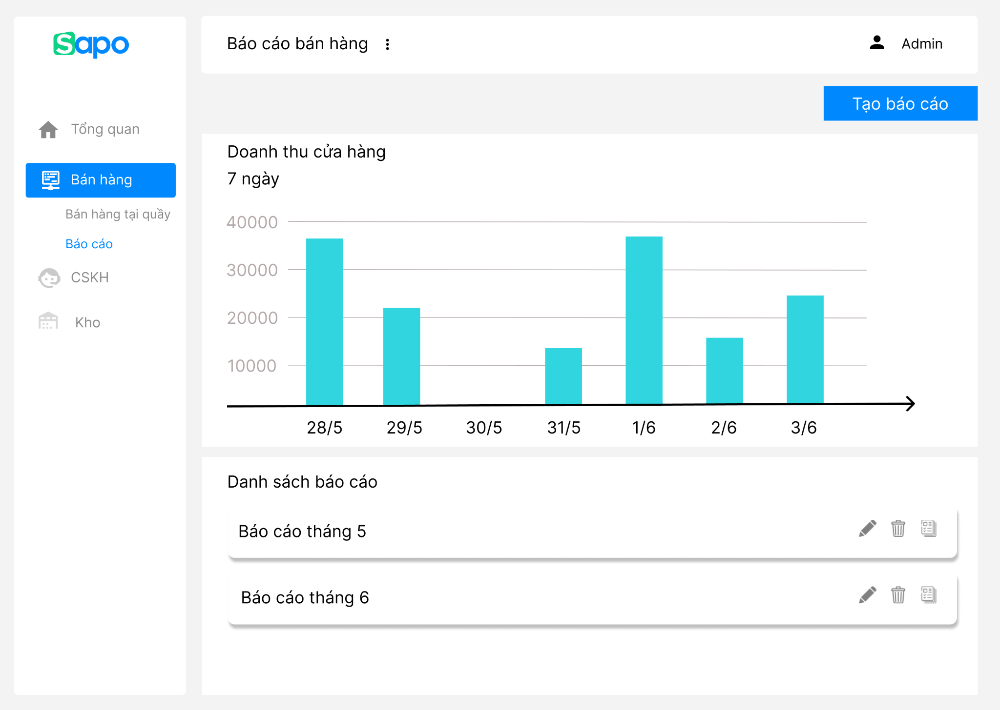 Sapo
Tổng quan
Bán hàng
Bán hàng tại quầy
Báo cáo
CSKH
Kho
Báo cáo bán hàng
Admin
Tạo báo cáo
Doanh thu cửa hàng
7 ngày
40000
30000
20000
10000
28/5 29/5 30/5 31/5 1/6 2/6 3/6
Danh sách báo cáo
Báo cáo tháng 5
Báo cáo tháng 6